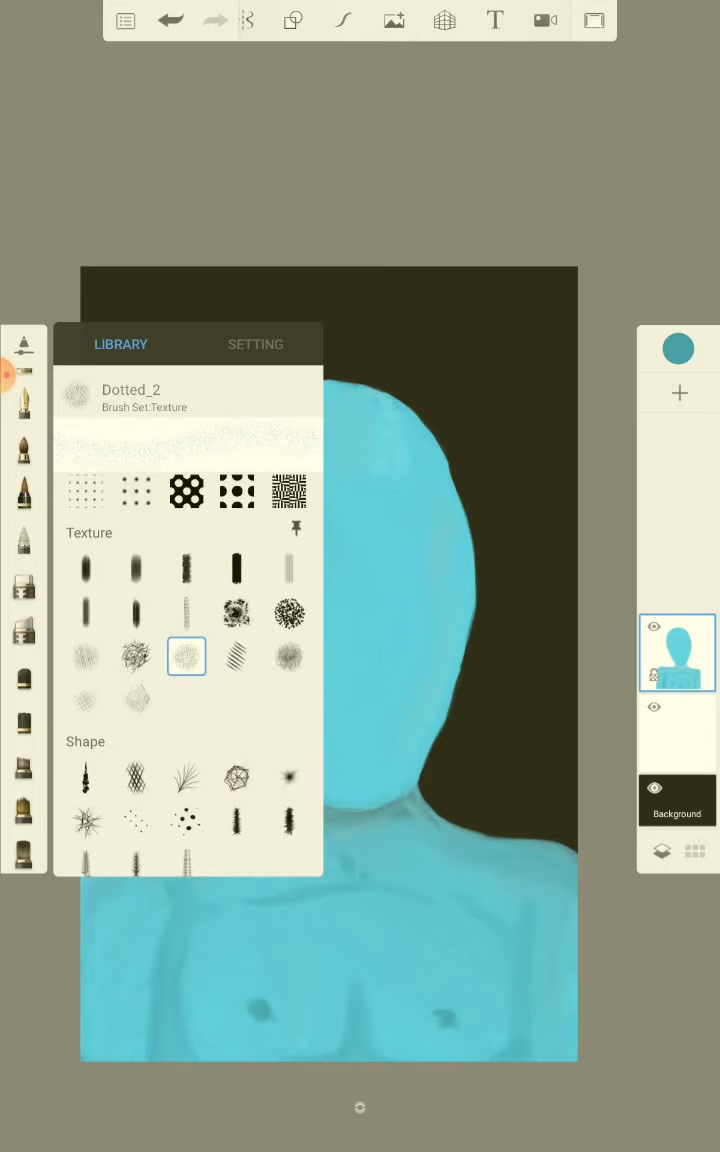 T
LIBRARY
SETTING
Dotted_2
Brush Set:Texture
Texture
Shape
Background